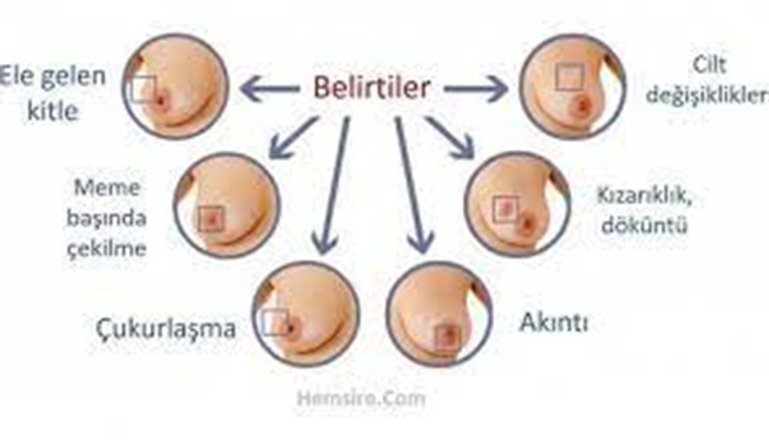 Belirtiler
Ele gelen
kitle
Cilt
değişiklikler
Meme
başında
çekilme
Kızarıklık,
döküntü
Çukurlaşma
Akıntı
Hemsire.Com